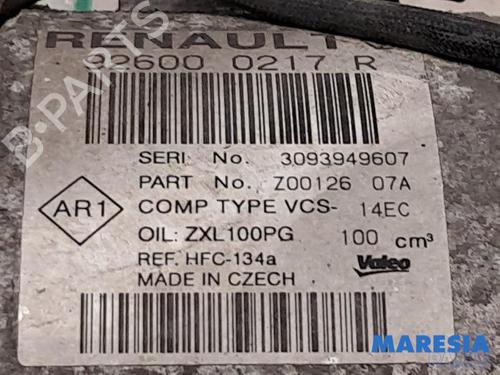 RENAULT
92600 0217 R
SERI No. 3093949607
PART No. Z00126 07A
AR1
COMP TYPE VCS- 14EC
OIL: ZXL100PG 100 cm³
REF. HFC-134a
Valeo
MADE IN CZECH
MARESIA